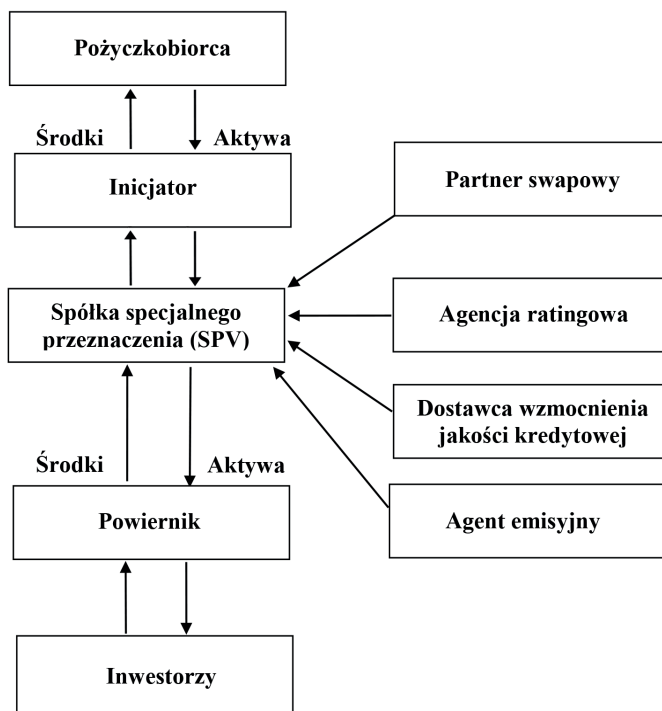 Pożyczkobiorca
Środki
Aktywa
Inicjator
Partner swapowy
Spółka specjalnego
przeznaczenia (SPV)
Agencja ratingowa
Dostawca wzmocnienia
jakości kredytowej
Środki
Aktywa
Powiernik
Agent emisyjny
Inwestorzy